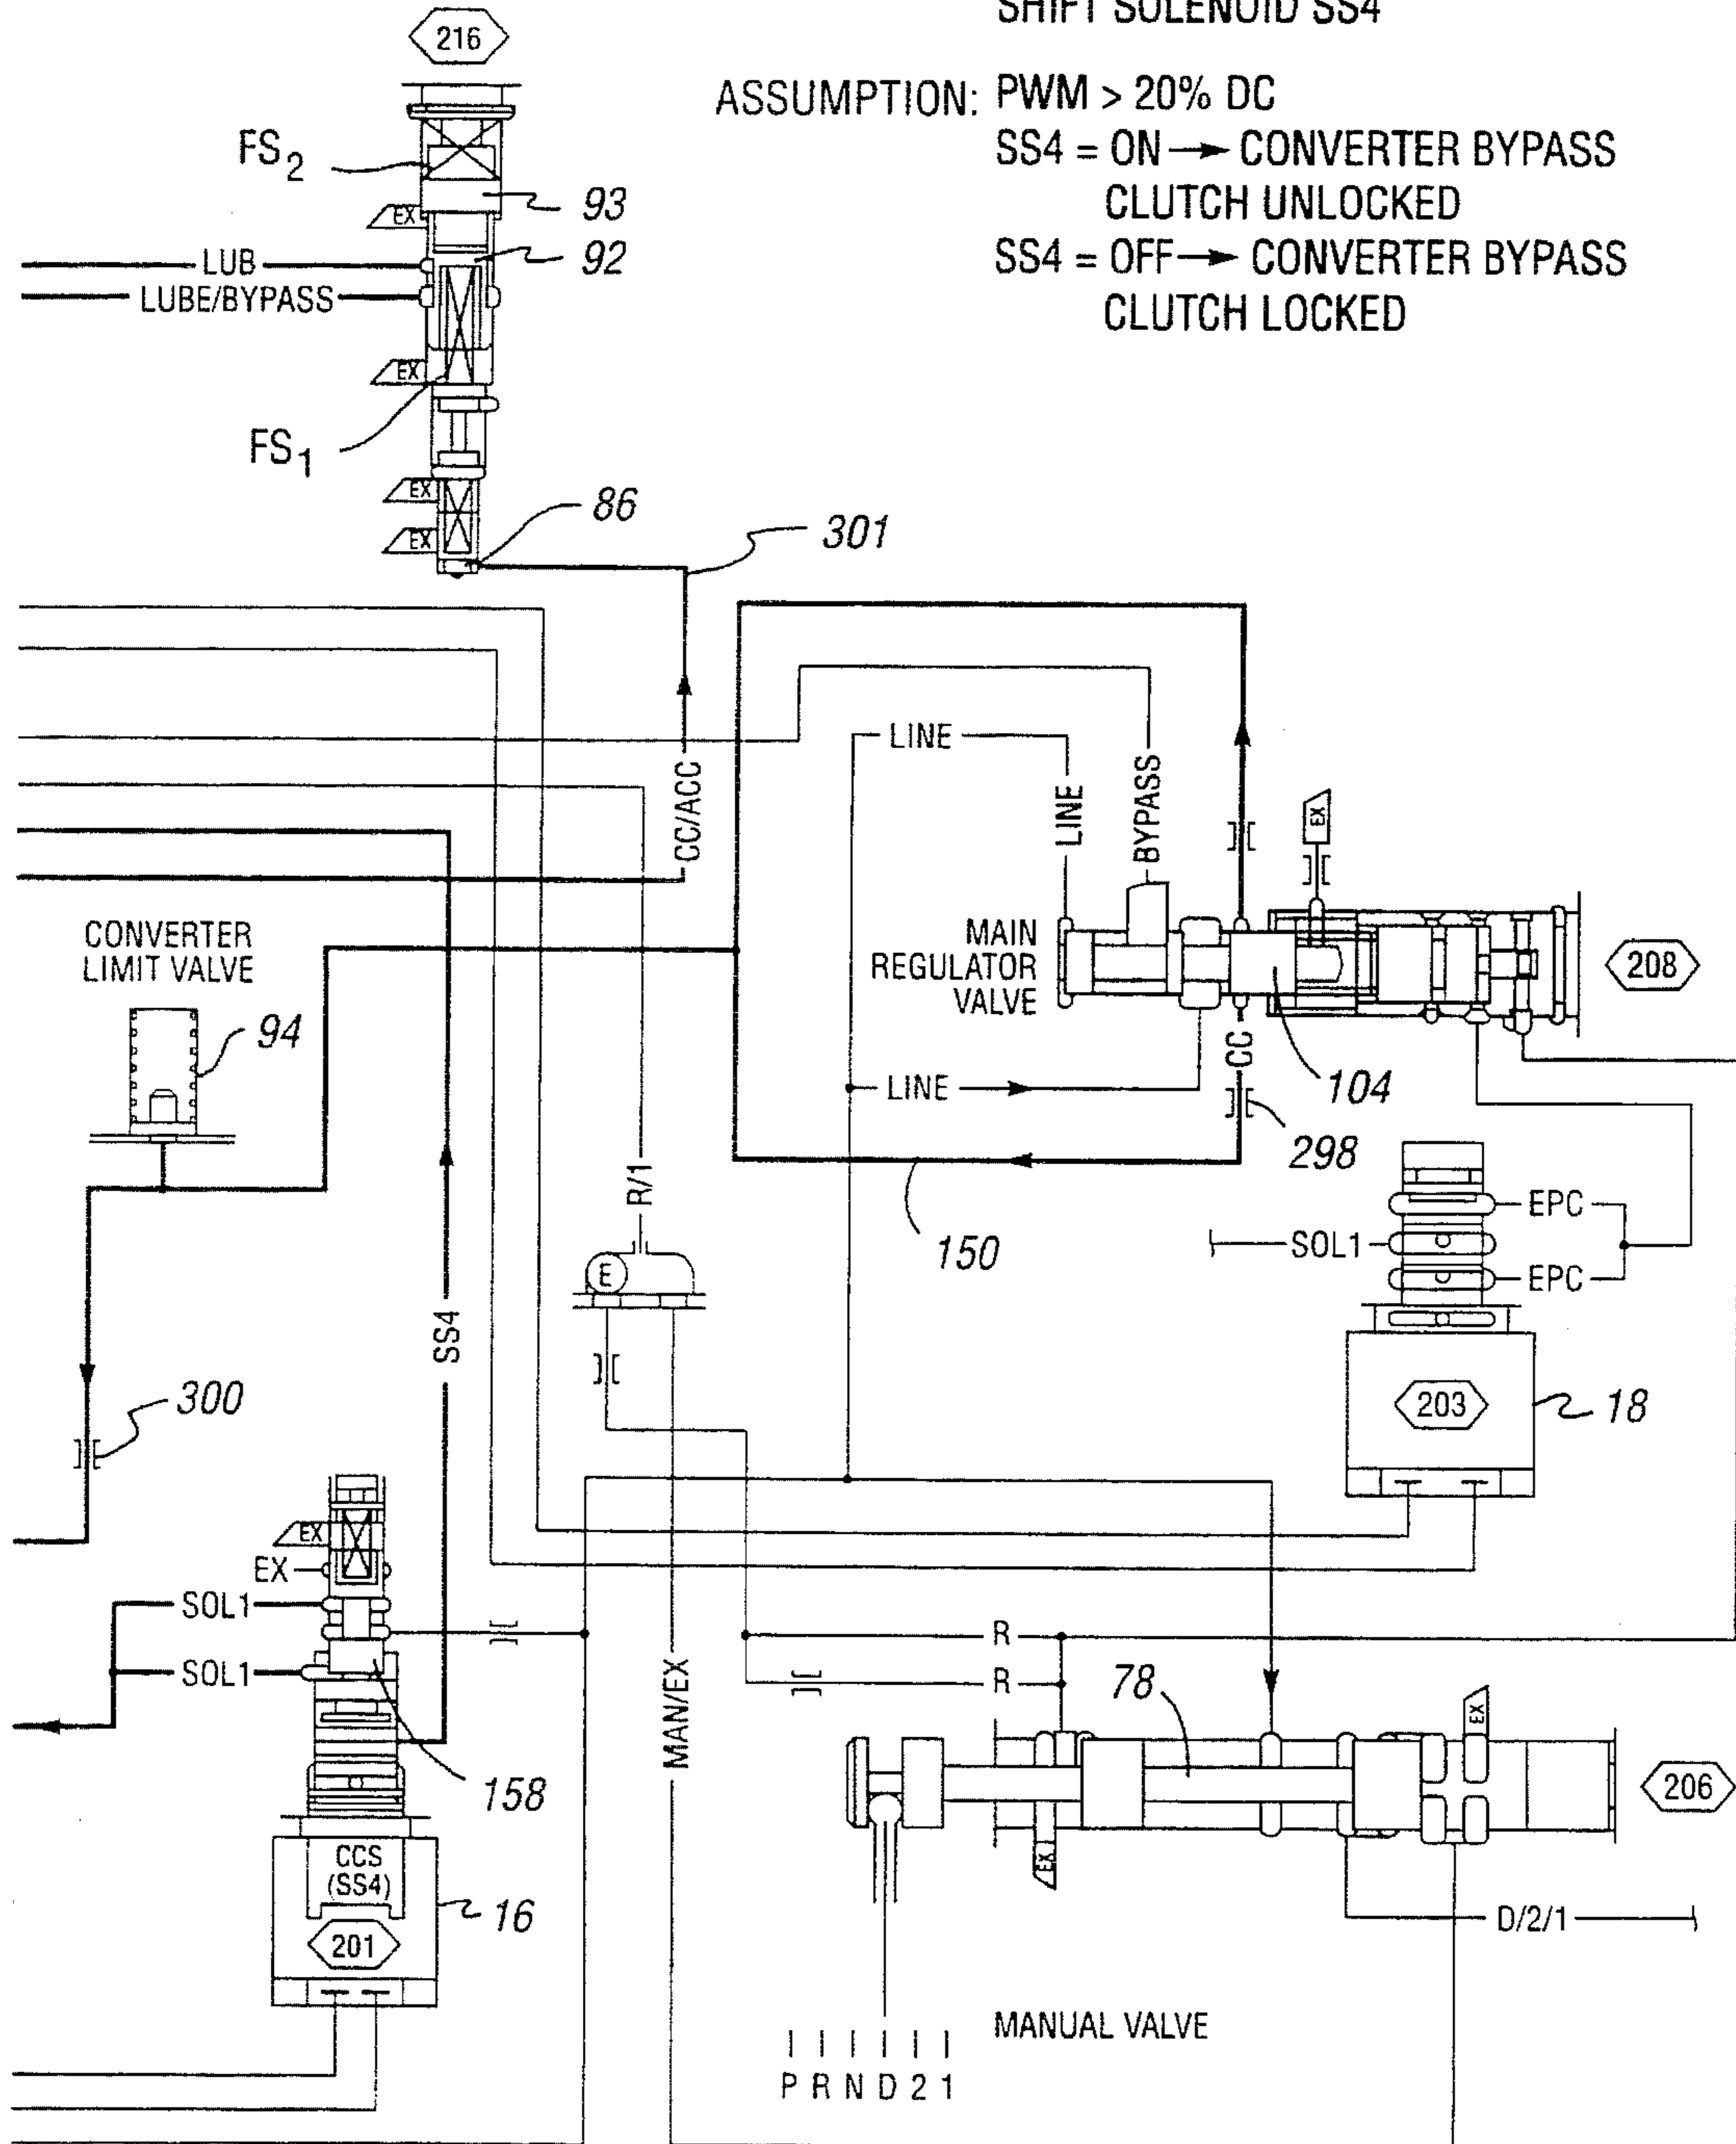 SHIFT SOLENOID SS4
216
ASSUMPTION: PWM > 20% DC
SS4 = ON → CONVERTER BYPASS
CLUTCH UNLOCKED
SS4 = OFF → CONVERTER BYPASS
CLUTCH LOCKED
FS2
93
EX
LUB
92
LUBE/BYPASS
EX
FS1
EX
86
EX
301
LINE
CC/ACC
LINE
BYPASS
EX
CONVERTER
LIMIT VALVE
MAIN
REGULATOR
VALVE
208
94
CC
LINE
104
298
R/1
150
EPC
SOL1
EPC
E
SS4
300
203
18
EX
EX
SOL1
R
SOL1
R
78
MAN/EX
EX
158
206
CCS
(SS4)
EX
16
201
D/2/1
MANUAL VALVE
P R N D 2 1